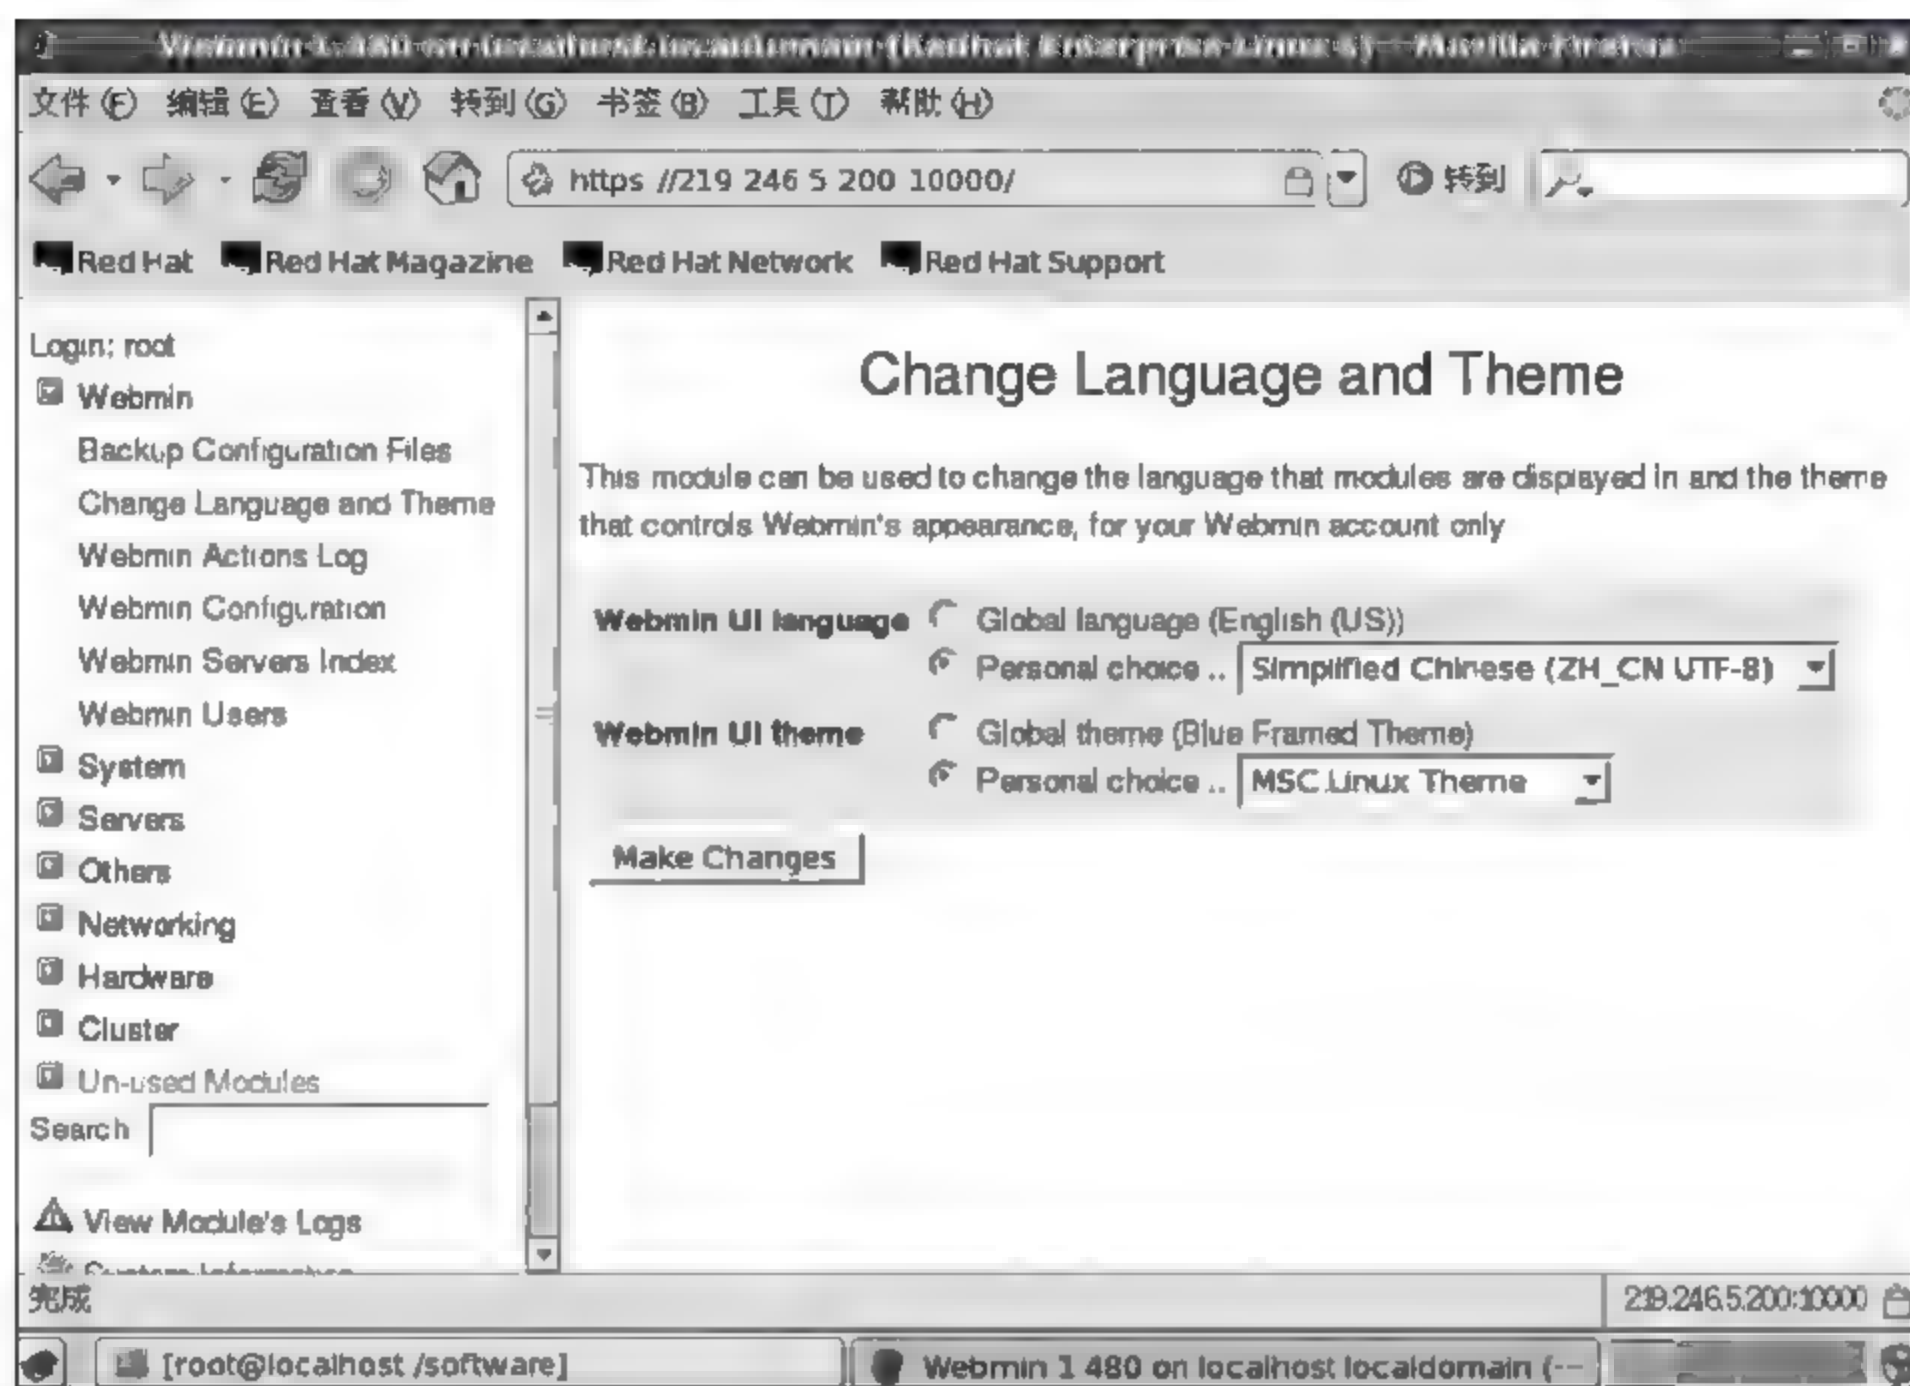 文件(F) 编辑(E) 查看(V) 转到(G) 书签(B) 工具(T) 帮助(H)
https //219 246 5 200 10000/ 转到
Red Hat Red Hat Magazine Red Hat Network Red Hat Support
Login: root
Webmin
Backup Configuration Files
Change Language and Theme
Webmin Actions Log
Webmin Configuration
Webmin Servers Index
Webmin Users
System
Servers
Others
Networking
Hardware
Cluster
Un-used Modules
Search
View Module's Logs
System Information
Change Language and Theme
This module can be used to change the language that modules are displayed in and the theme
that controls Webmin's appearance, for your Webmin account only
Webmin UI language Global language (English (US))
Personal choice .. Simplified Chinese (ZH_CN UTF-8)
Webmin UI theme Global theme (Blue Framed Theme)
Personal choice .. MSC.Linux Theme
Make Changes
完成 219.246.5.200:10000
[root@localhost /software] Webmin 1 480 on localhost localdomain (--